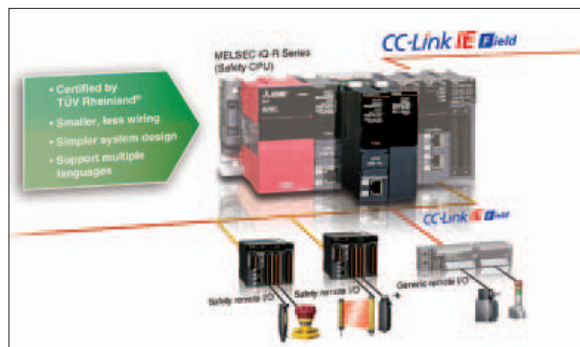 MELSEC iQ-R Series
(Safety CPU)
CC-Link IE Field
• Certified by
TÜV Rheinland®
• Smaller, less wiring
• Simpler system design
• Support multiple
languages
CC-Link IE Field
Safety remote I/O
Safety remote I/O
+
Generic remote I/O